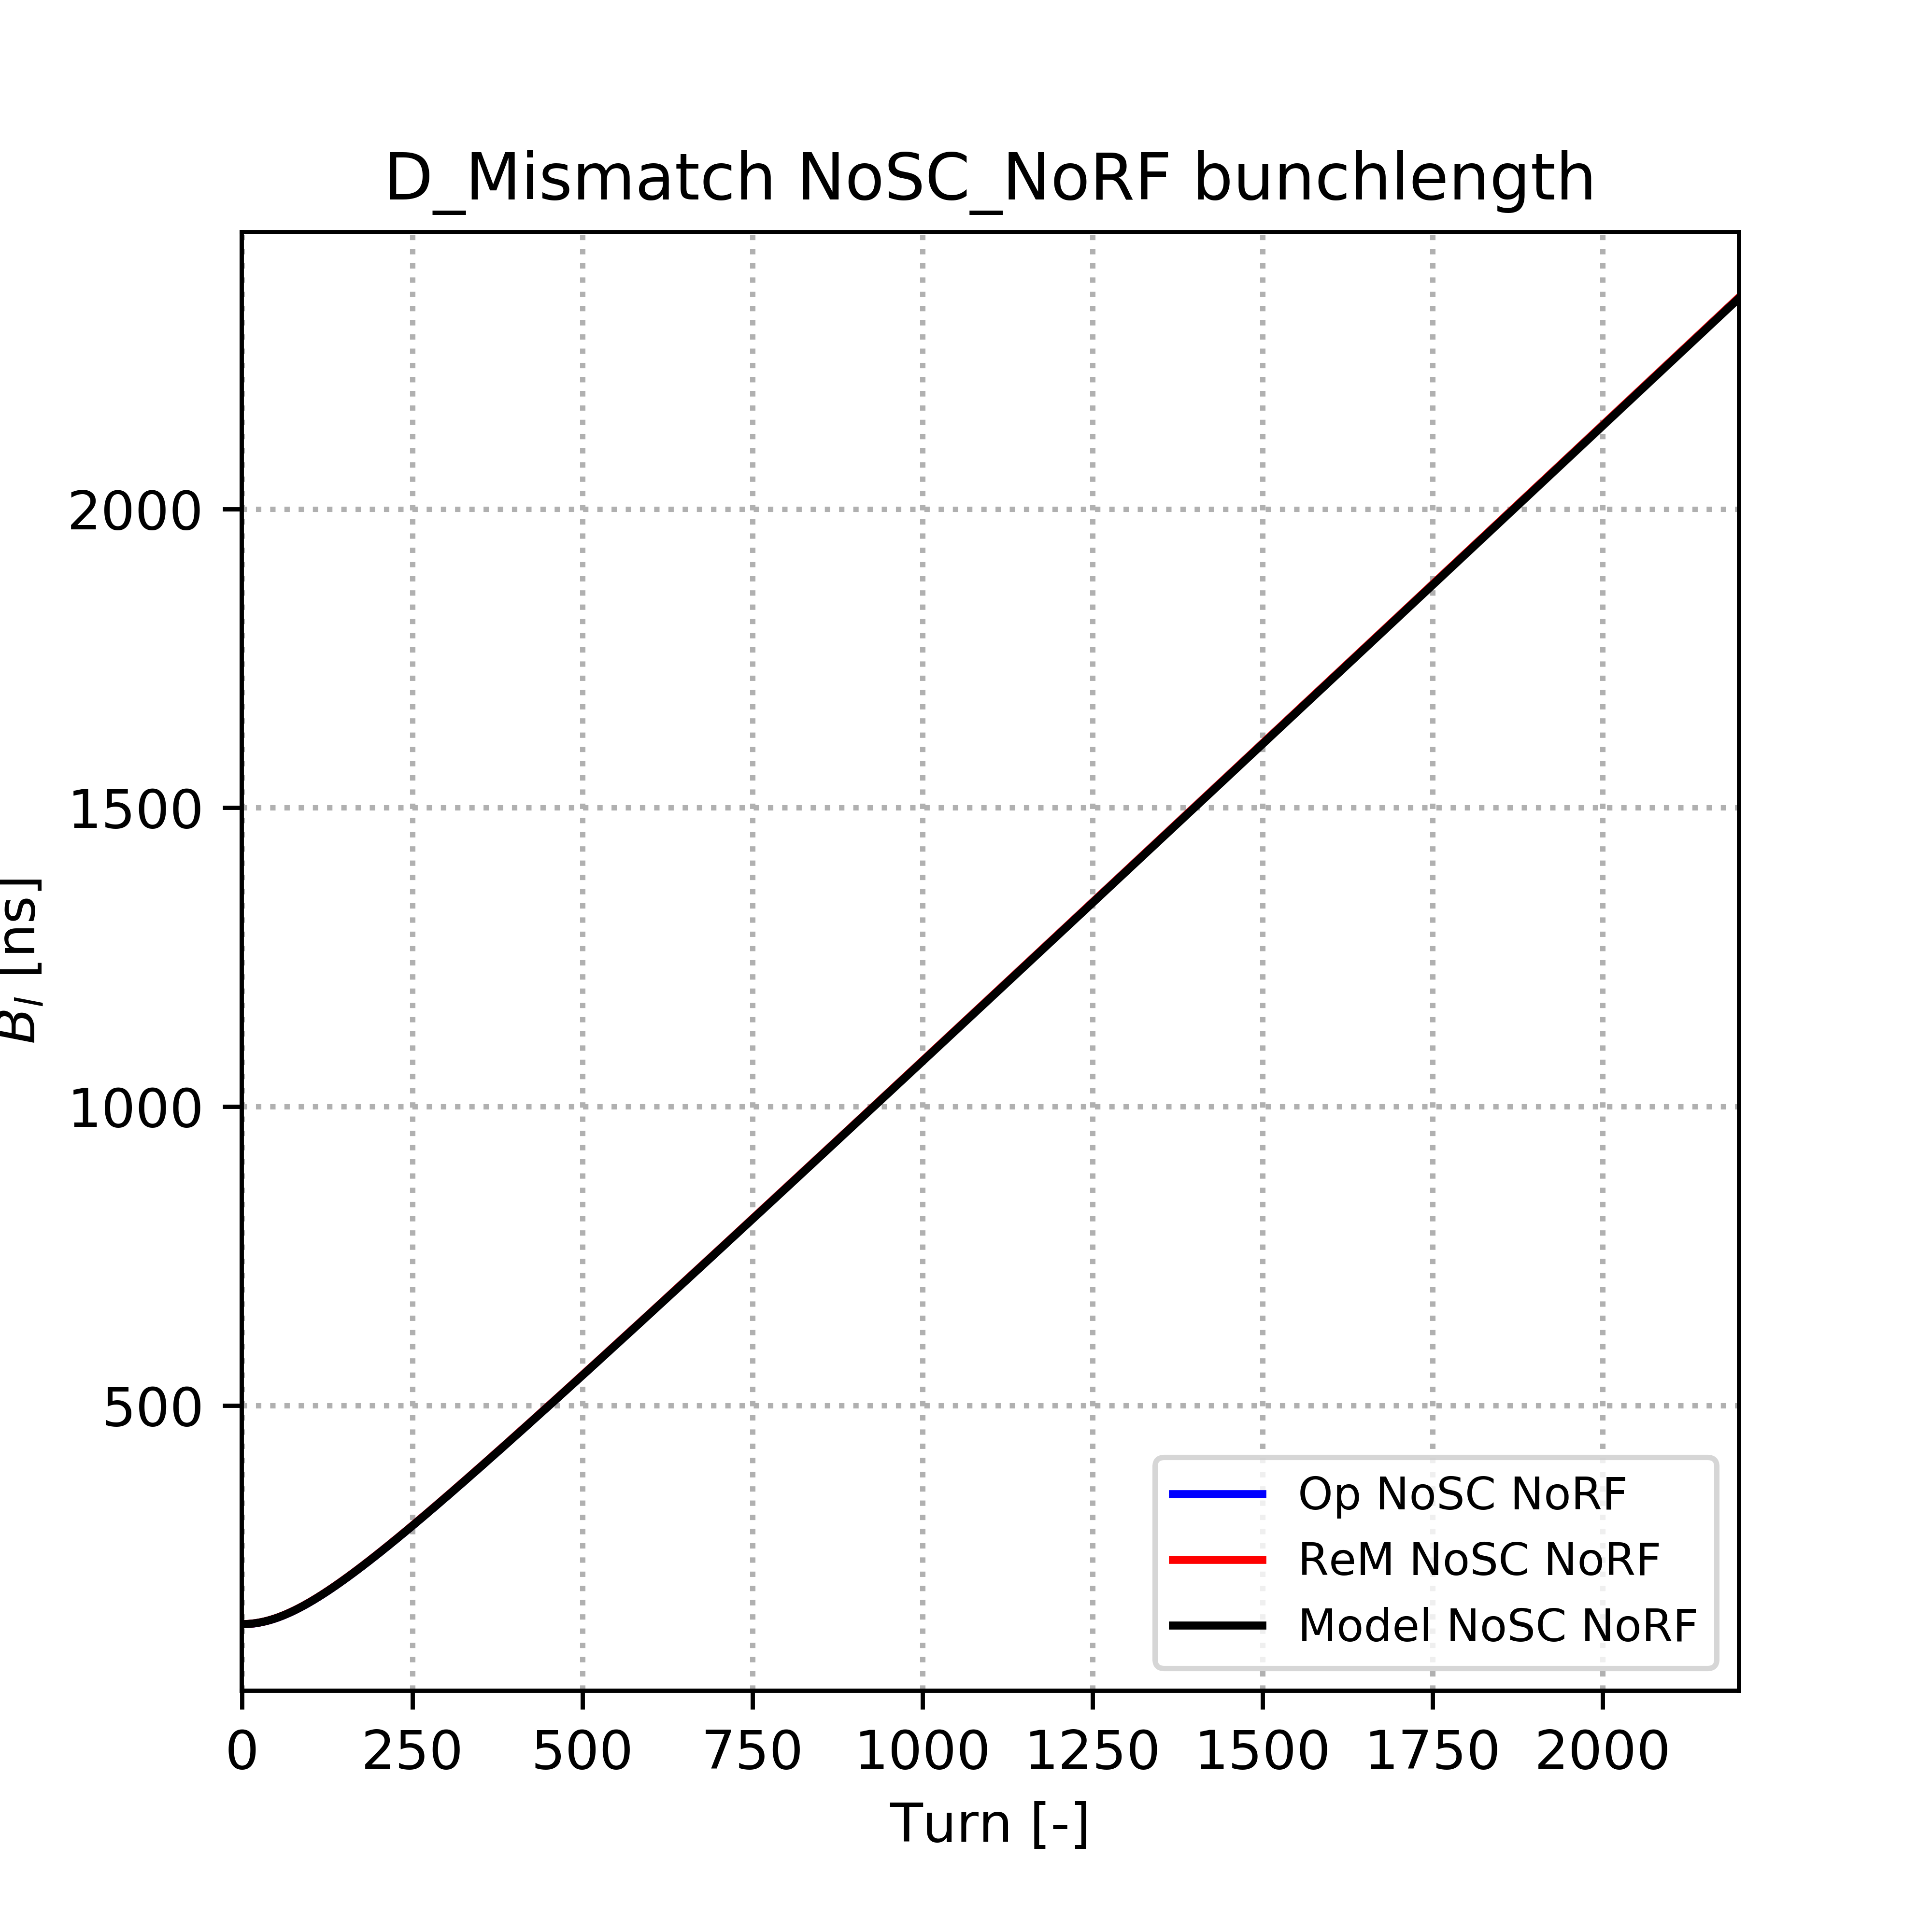 D_Mismatch NoSC_NoRF bunchlength
2000
1500
1000
500
B_l [ns]
Op NoSC NoRF
ReM NoSC NoRF
Model NoSC NoRF
0 250 500 750 1000 1250 1500 1750 2000
Turn [-]